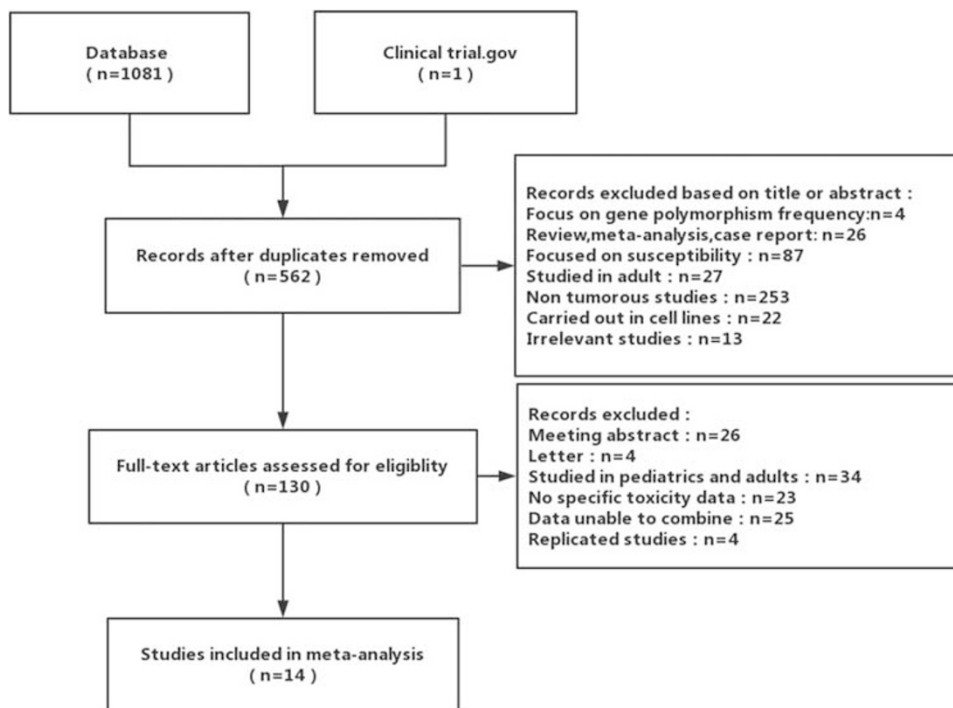 Database
( n=1081)
Clinical trial.gov
( n=1 )
Records after duplicates removed
( n=562)
Records excluded based on title or abstract :
Focus on gene polymorphism frequency:n=4
Review,meta-analysis,case report: n=26
Focused on susceptibility : n=87
Studied in adult : n=27
Non tumorous studies : n=253
Carried out in cell lines : n=22
Irrelevant studies : n=13
Full-text articles assessed for eligiblity
( n=130)
Records excluded :
Meeting abstract : n=26
Letter : n=4
Studied in pediatrics and adults : n=34
No specific toxicity data : n=23
Data unable to combine : n=25
Replicated studies : n=4
Studies included in meta-analysis
( n=14 )